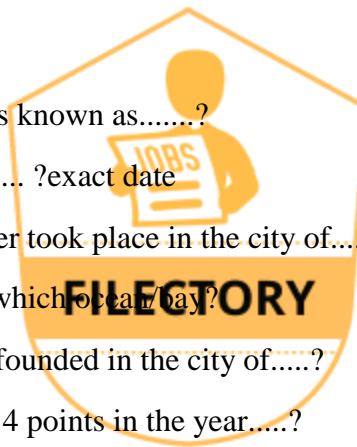 s known as.......?
.... ?exact date
JOBS
er took place in the city of....
which ocean/bay?
FILECTORY
founded in the city of.....?
4 points in the year.....?